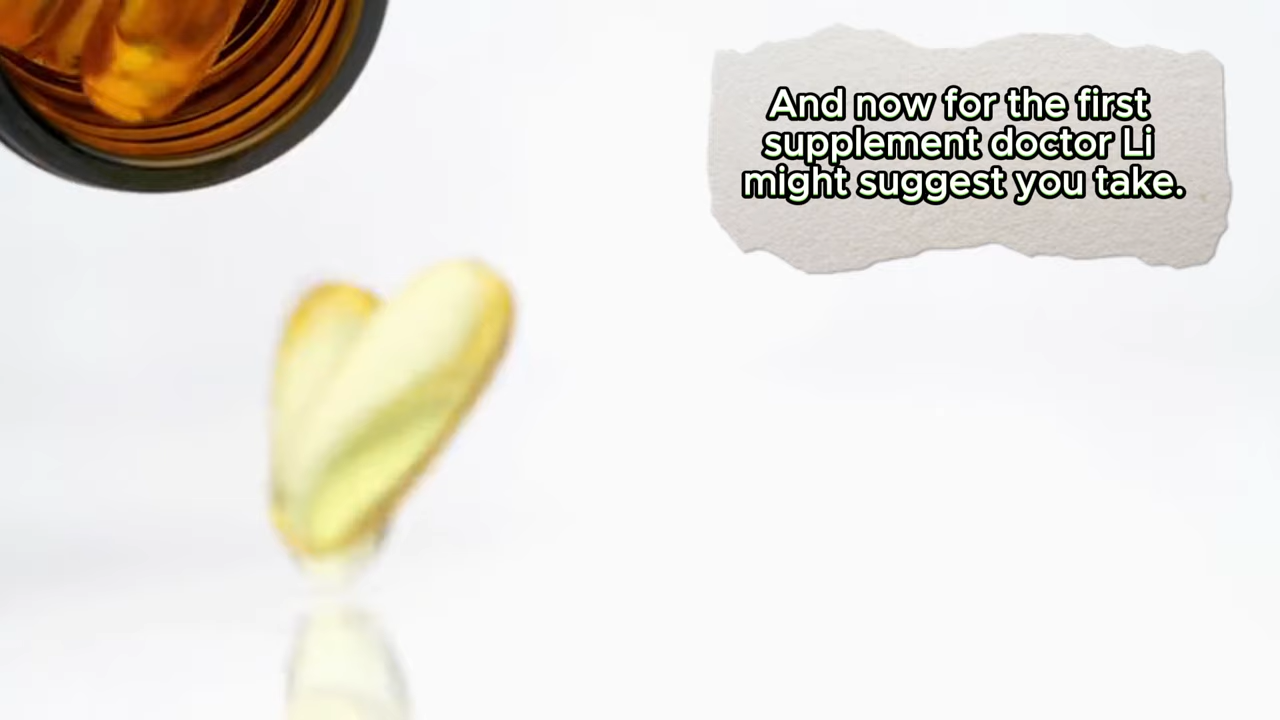 And now for the first
supplement doctor Li
might suggest you take.